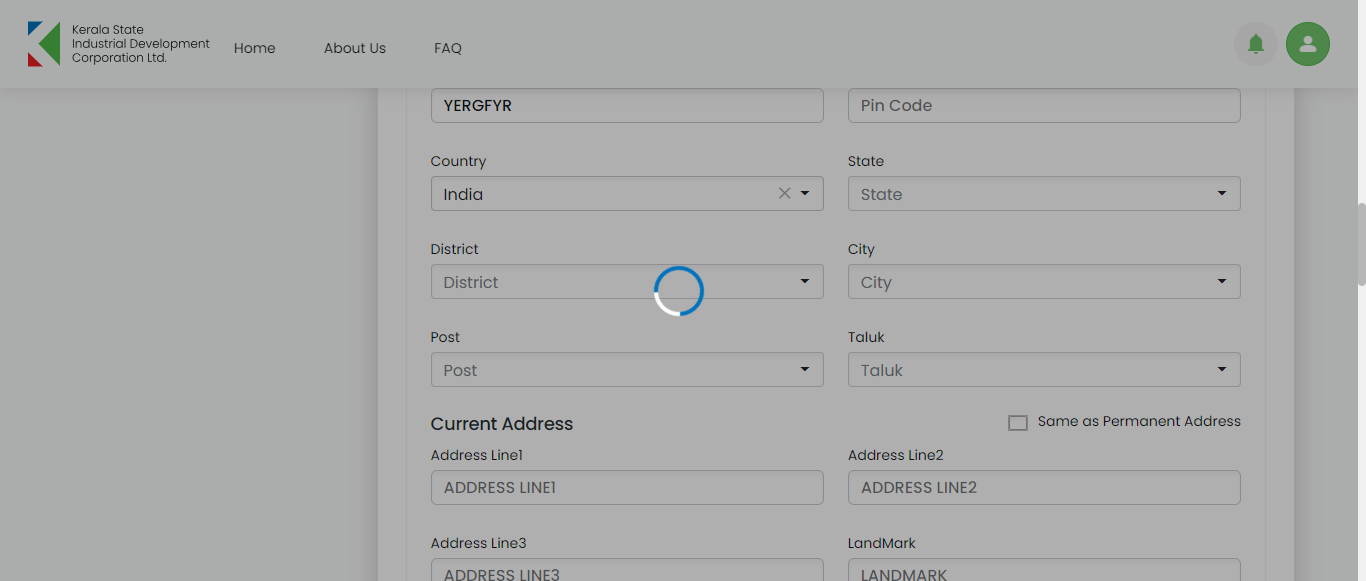 Kerala State
Industrial Development
Corporation Ltd.
Home
About Us
FAQ
YERGFYR
Pin Code
Country
State
India
State
District
City
District
City
Post
Taluk
Post
Taluk
Current Address
Same as Permanent Address
Address Line1
Address Line2
ADDRESS LINE1
ADDRESS LINE2
Address Line3
LandMark
ADDRESS LINE3
LANDMARK